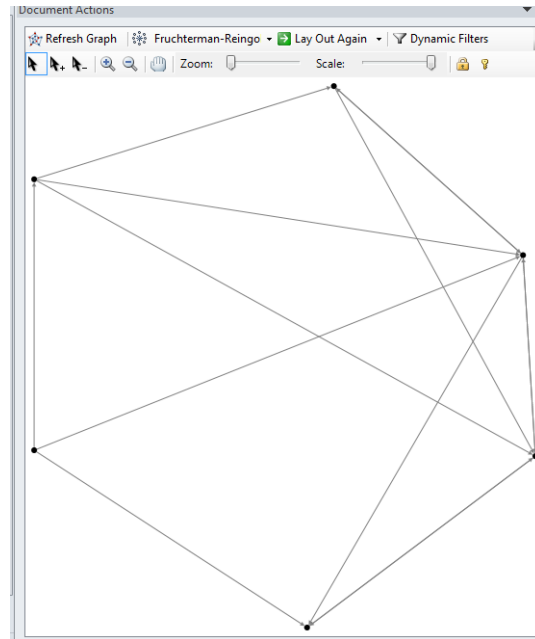 Document Actions
Refresh Graph Fruchterman-Reingo Lay Out Again Dynamic Filters
Zoom: Scale: